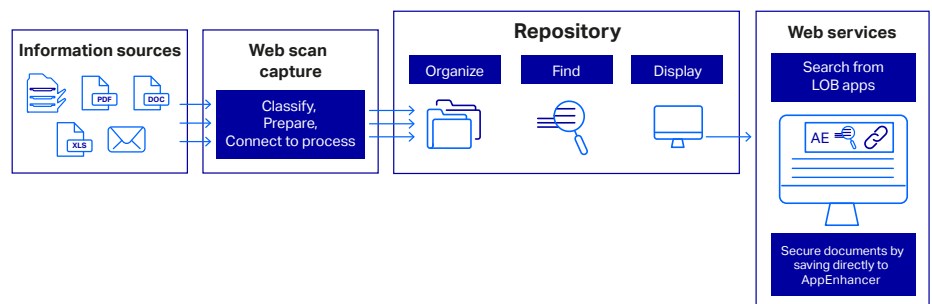 Information sources
PDF
DOC
XLS
Web scan
capture
Classify,
Prepare,
Connect to process
Repository
Organize
Find
Display
Web services
Search from
LOB apps
AE
Secure documents by
saving directly to
AppEnhancer